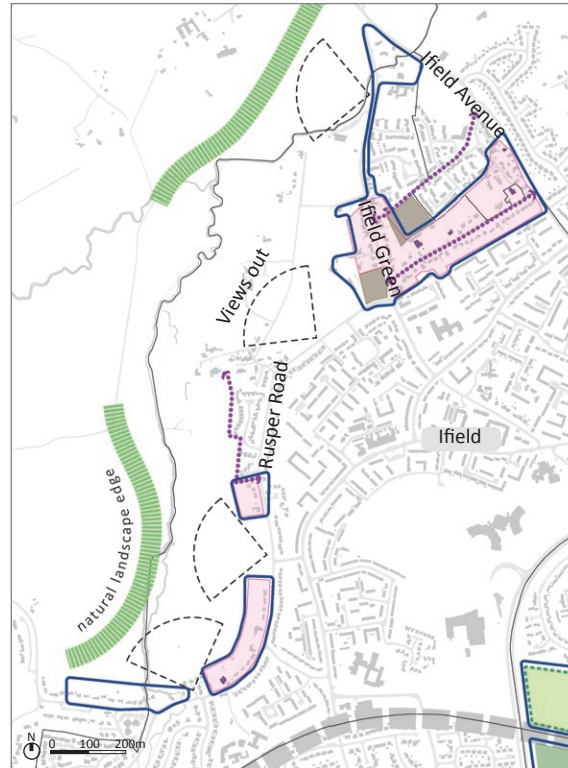 Ifield Avenue
Ifield Green
Views out
Rusper Road
Ifield
natural landscape edge
N
0 100 200m